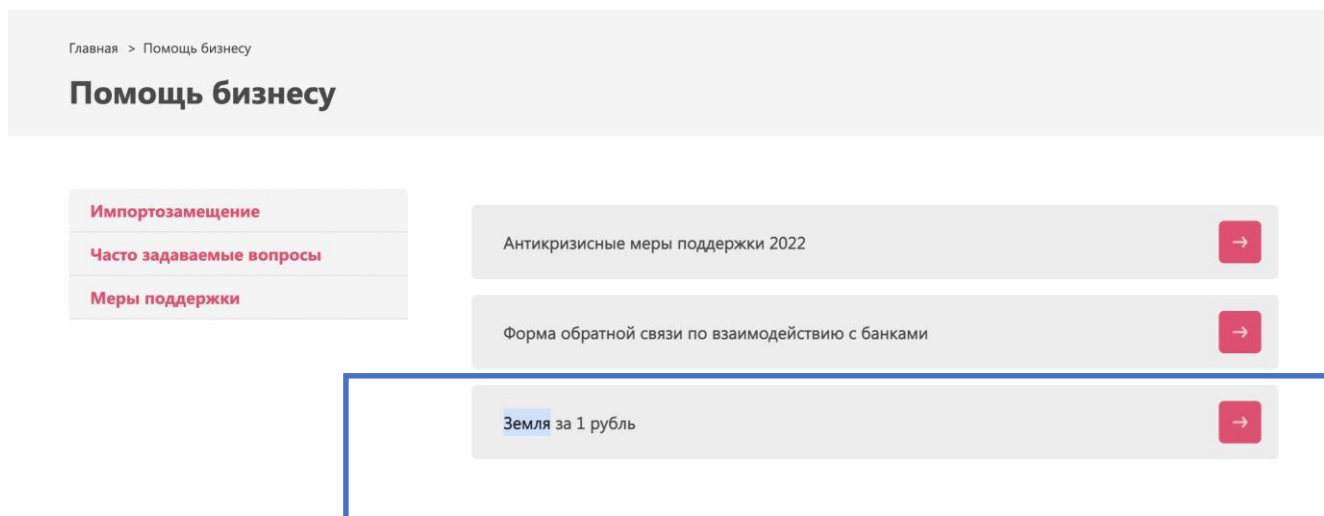 Главная > Помощь бизнесу
Помощь бизнесу
Импортозамещение
Часто задаваемые вопросы
Меры поддержки
Антикризисные меры поддержки 2022
Форма обратной связи по взаимодействию с банками
Земля за 1 рубль